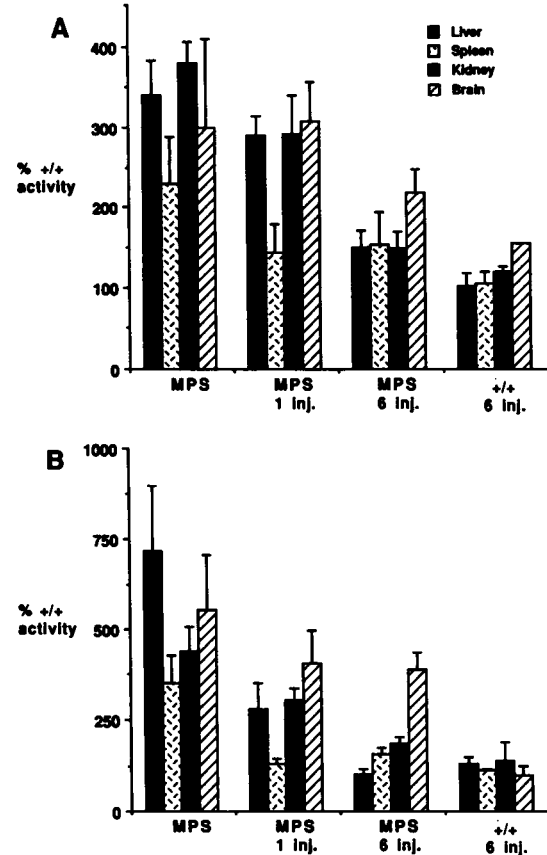 A
400
300
200
100
0
% +/+
activity
Liver
Spleen
Kidney
Brain
MPS
MPS
1 inj.
MPS
6 inj.
+/+
6 inj.
B
1000
750
500
250
0
% +/+
activity
MPS
MPS
1 inj.
MPS
6 inj.
+/+
6 inj.